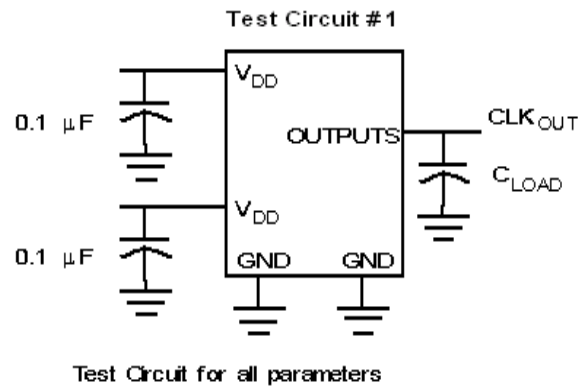 Test Circuit #1
VDD
0.1 µF
OUTPUTS
CLKOUT
CLOAD
VDD
0.1 µF
GND GND
Test Circuit for all parameters